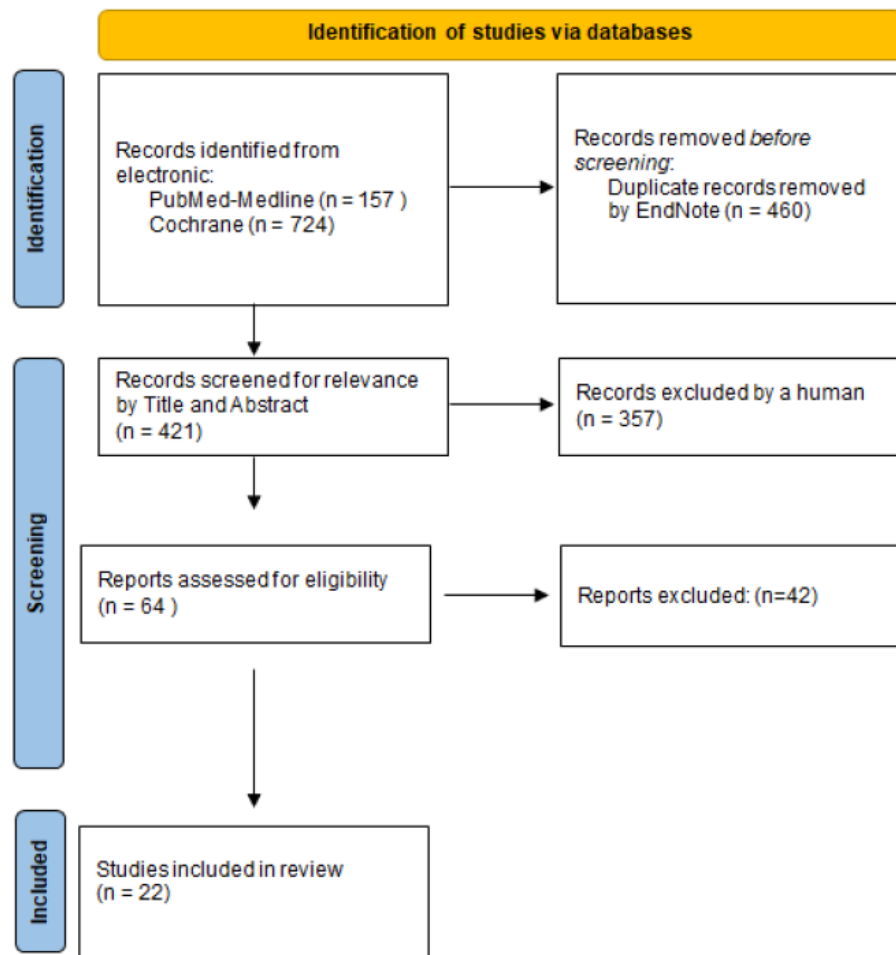 Identification of studies via databases
Identification
Records identified from
electronic:
PubMed-Medline (n = 157 )
Cochrane (n = 724)
Records removed before
screening:
Duplicate records removed
by EndNote (n = 460)
Screening
Records screened for relevance
by Title and Abstract
(n = 421)
Records excluded by a human
(n = 357)
Reports assessed for eligibility
(n = 64 )
Reports excluded: (n=42)
Included
Studies included in review
(n = 22)